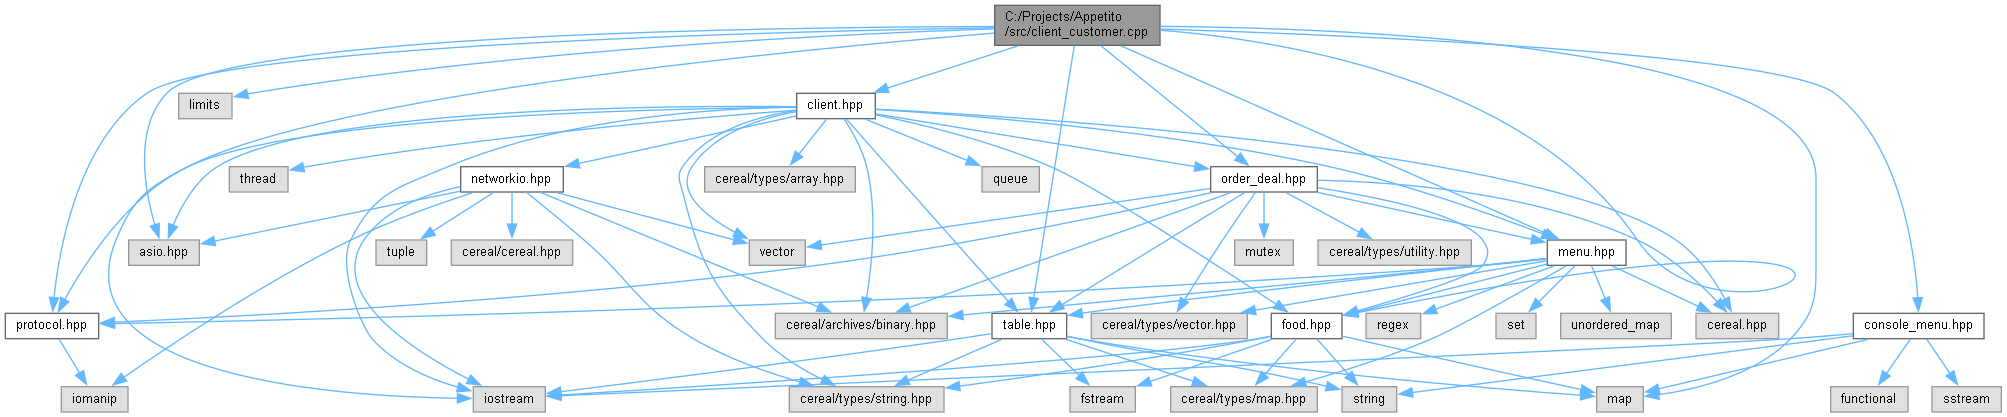 C:/Projects/Appetito
/src/client_customer.cpp
limits
client.hpp
thread
networkio.hpp
cereal/types/array.hpp
queue
order_deal.hpp
asio.hpp
tuple
cereal/cereal.hpp
vector
mutex
cereal/types/utility.hpp
menu.hpp
protocol.hpp
cereal/archives/binary.hpp
table.hpp
cereal/types/vector.hpp
food.hpp
regex
set
unordered_map
cereal.hpp
console_menu.hpp
iomanip
iostream
cereal/types/string.hpp
fstream
cereal/types/map.hpp
string
map
functional
sstream